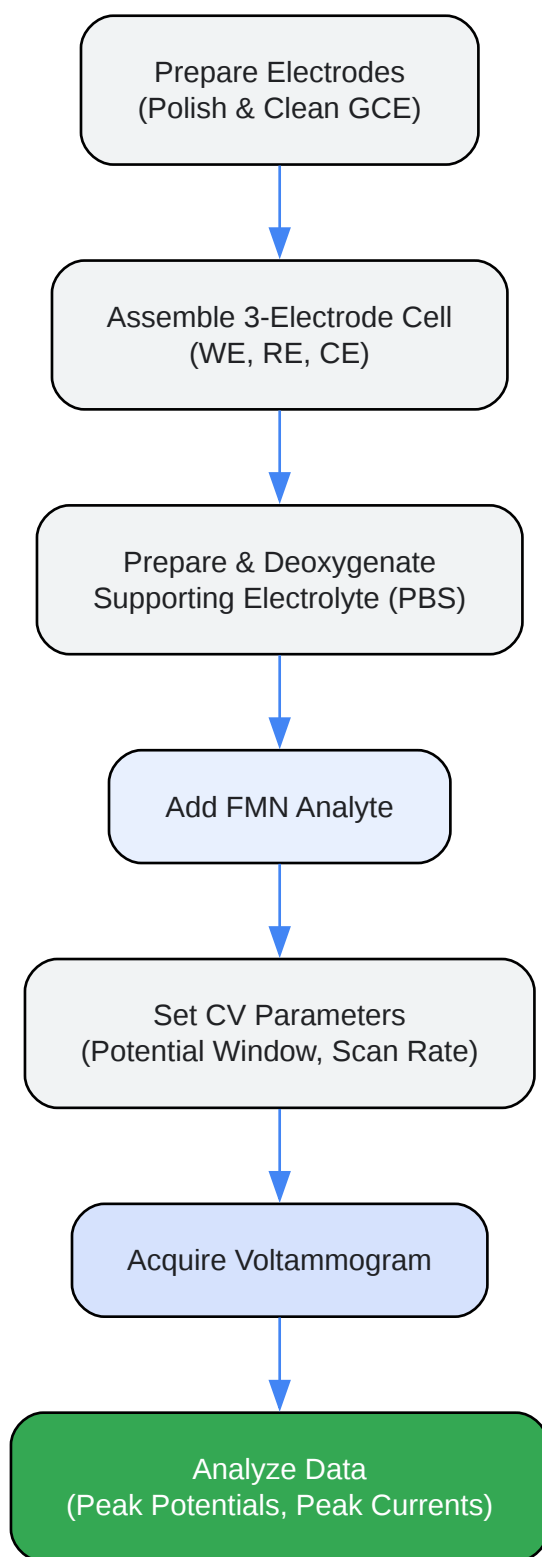 Prepare Electrodes
(Polish & Clean GCE)
Assemble 3-Electrode Cell
(WE, RE, CE)
Prepare & Deoxygenate
Supporting Electrolyte (PBS)
Add FMN Analyte
Set CV Parameters
(Potential Window, Scan Rate)
Acquire Voltammogram
Analyze Data
(Peak Potentials, Peak Currents)